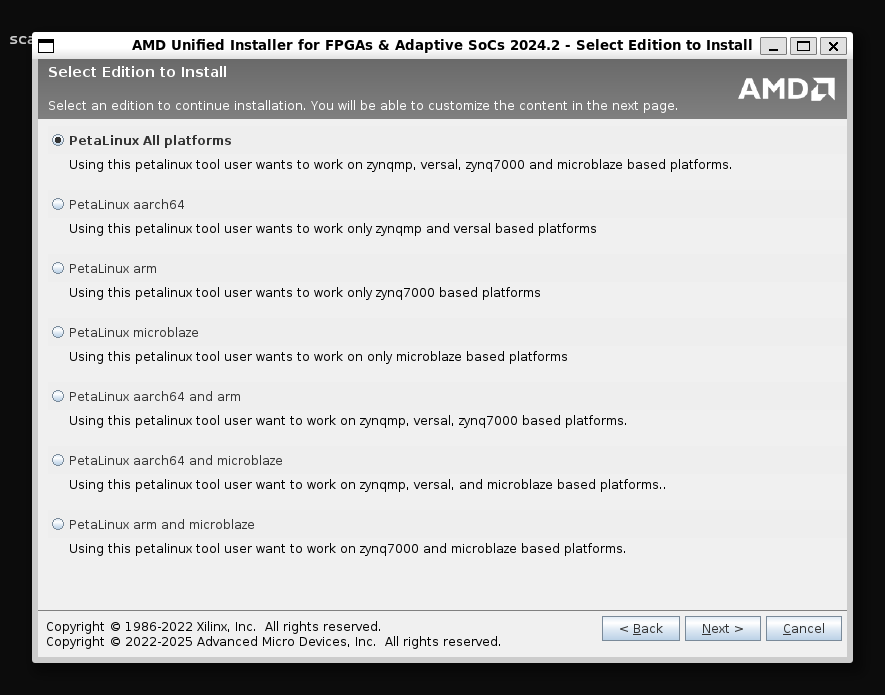 AMD Unified Installer for FPGAs & Adaptive SoCs 2024.2 - Select Edition to Install
Select Edition to Install
Select an edition to continue installation. You will be able to customize the content in the next page.
AMD
PetaLinux All platforms
Using this petalinux tool user wants to work on zynqmp, versal, zynq7000 and microblaze based platforms.
PetaLinux aarch64
Using this petalinux tool user wants to work only zynqmp and versal based platforms
PetaLinux arm
Using this petalinux tool user wants to work only zynq7000 based platforms
PetaLinux microblaze
Using this petalinux tool user wants to work on only microblaze based platforms
PetaLinux aarch64 and arm
Using this petalinux tool user want to work on zynqmp, versal, zynq7000 based platforms.
PetaLinux aarch64 and microblaze
Using this petalinux tool user want to work on zynqmp, versal, and microblaze based platforms..
PetaLinux arm and microblaze
Using this petalinux tool user want to work on zynq7000 and microblaze based platforms.
Copyright © 1986-2022 Xilinx, Inc.  All rights reserved.
Copyright © 2022-2025 Advanced Micro Devices, Inc.  All rights reserved.
< Back
Next >
Cancel